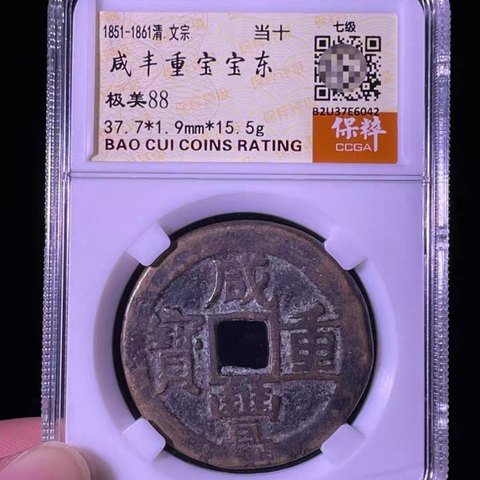 1851-1861清.文宗 当十 七级
咸丰重宝宝东
极美88
B2U37E6042
37.7*1.9mm*15.5g
保粹
BAO CUI COINS RATING
CCGA
咸
寶 重
豐